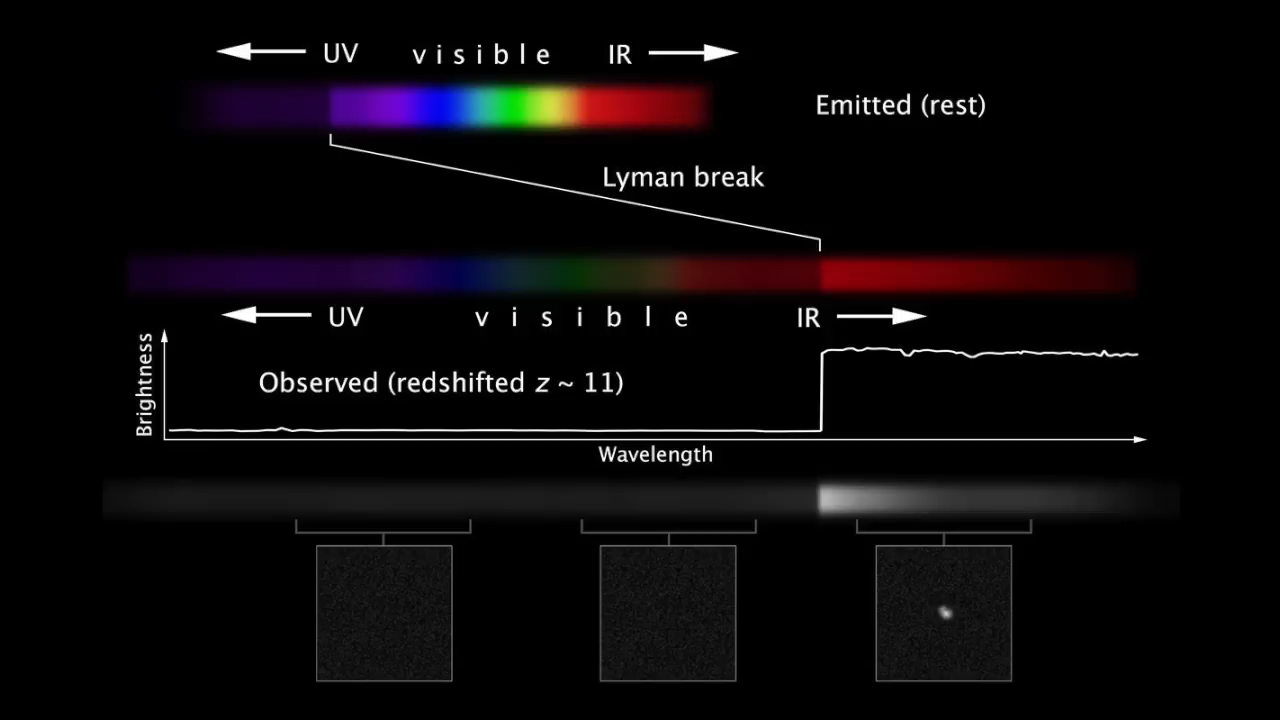 UV visible IR
Emitted (rest)
Lyman break
UV visible IR
Brightness
Observed (redshifted z ~ 11)
Wavelength